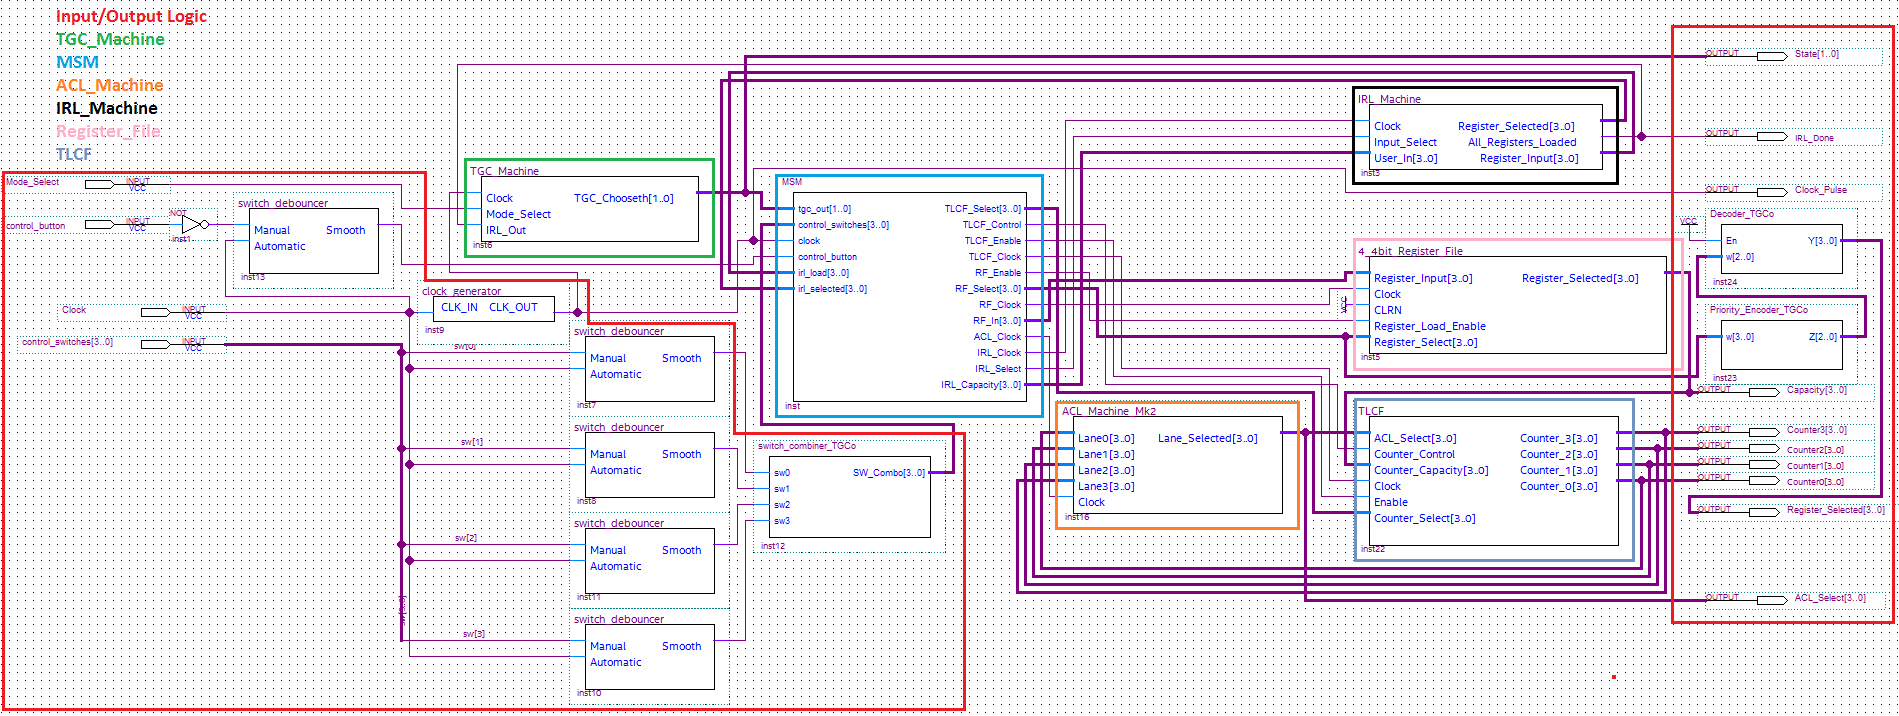 Input/Output Logic
TGC_Machine
MSM
ACL_Machine
IRL_Machine
Register_File
TLCF
Mode_Select
INPUT
VCC
control_button
INPUT
VCC
NOT
inst1
switch_debouncer
Manual
Smooth
Automatic
inst13
Clock
INPUT
VCC
control_switches[3..0]
INPUT
VCC
clock_generator
CLK_IN
CLK_OUT
inst9
switch_debouncer
sw[0]
Manual
Smooth
Automatic
inst7
switch_debouncer
sw[1]
Manual
Smooth
Automatic
inst8
switch_debouncer
sw[2]
Manual
Smooth
Automatic
inst11
switch_debouncer
sw[3]
Manual
Smooth
Automatic
inst10
switch_combiner_TGCo
sw0
SW_Combo[3..0]
sw1
sw2
sw3
inst12
TGC_Machine
Clock
TGC_Chooseth[1..0]
Mode_Select
IRL_Out
inst6
MSM
tgc_out[1..0]
TLCF_Select[3..0]
control_switches[3..0]
TLCF_Control
clock
TLCF_Enable
control_button
TLCF_Clock
irl_load[3..0]
RF_Enable
irl_selected[3..0]
RF_Select[3..0]
RF_Clock
RF_In[3..0]
ACL_Clock
IRL_Clock
IRL_Select
IRL_Capacity[3..0]
inst
ACL_Machine_Mk2
Lane0[3..0]
Lane_Selected[3..0]
Lane1[3..0]
Lane2[3..0]
Lane3[3..0]
Clock
inst16
IRL_Machine
Clock
Register_Selected[3..0]
Input_Select
All_Registers_Loaded
User_In[3..0]
Register_Input[3..0]
inst3
4_4bit_Register_File
Register_Input[3..0]
Register_Selected[3..0]
Clock
VCC
CLRN
Register_Load_Enable
Register_Select[3..0]
inst5
TLCF
ACL_Select[3..0]
Counter_3[3..0]
Counter_Control
Counter_2[3..0]
Counter_Capacity[3..0]
Counter_1[3..0]
Clock
Counter_0[3..0]
Enable
Counter_Select[3..0]
inst22
OUTPUT
State[1..0]
OUTPUT
IRL_Done
OUTPUT
Clock_Pulse
VCC
Decoder_TGCo
En
Y[3..0]
w[2..0]
inst24
Priority_Encoder_TGCo
w[3..0]
Z[2..0]
inst23
OUTPUT
Capacity[3..0]
OUTPUT
Counter3[3..0]
OUTPUT
Counter2[3..0]
OUTPUT
Counter1[3..0]
OUTPUT
Counter0[3..0]
OUTPUT
Register_Selected[3..0]
OUTPUT
ACL_Select[3..0]